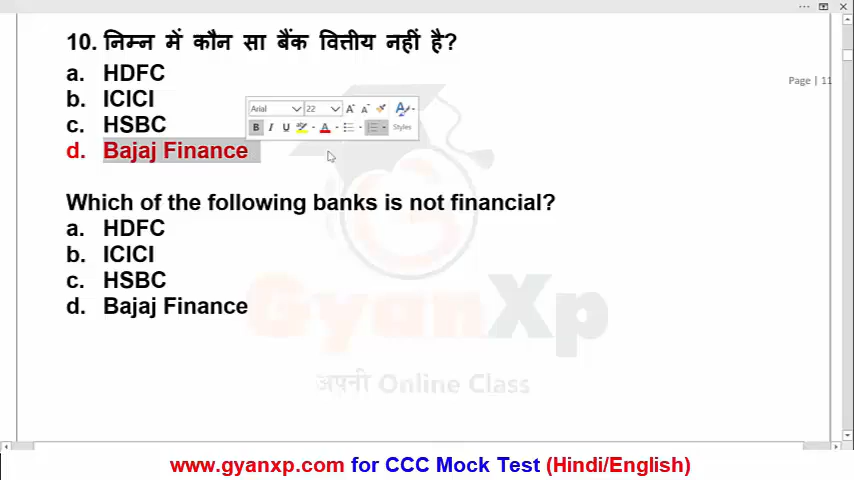 10. निम्न में कौन सा बैंक वित्तीय नहीं है?
Page | 11
a. HDFC
b. ICICI
c. HSBC
d. Bajaj Finance
Arial 22
B I U A Styles
Which of the following banks is not financial?
a. HDFC
b. ICICI
c. HSBC
d. Bajaj Finance
GyanXp
अपनी Online Class
www.gyanxp.com for CCC Mock Test (Hindi/English)